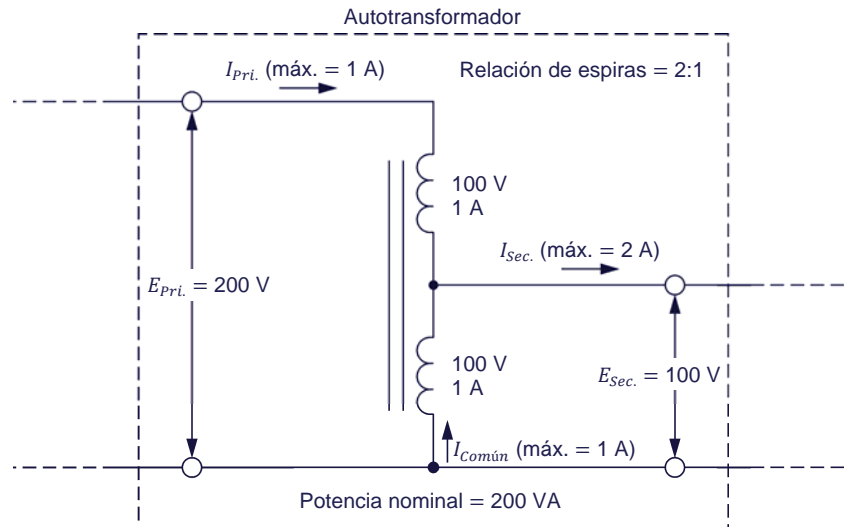 Autotransformador
I_Pri. (máx. = 1 A)
Relación de espiras = 2:1
100 V
1 A
I_Sec. (máx. = 2 A)
E_Pri. = 200 V
100 V
1 A
E_Sec. = 100 V
I_Común (máx. = 1 A)
Potencia nominal = 200 VA